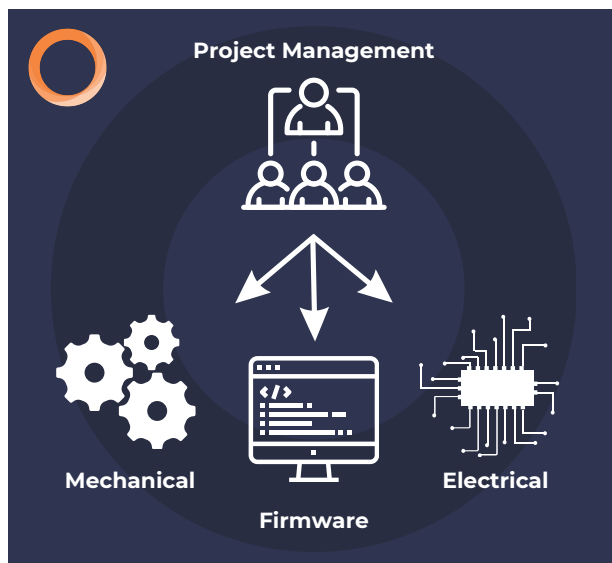 Project Management
</>
Mechanical
Electrical
Firmware